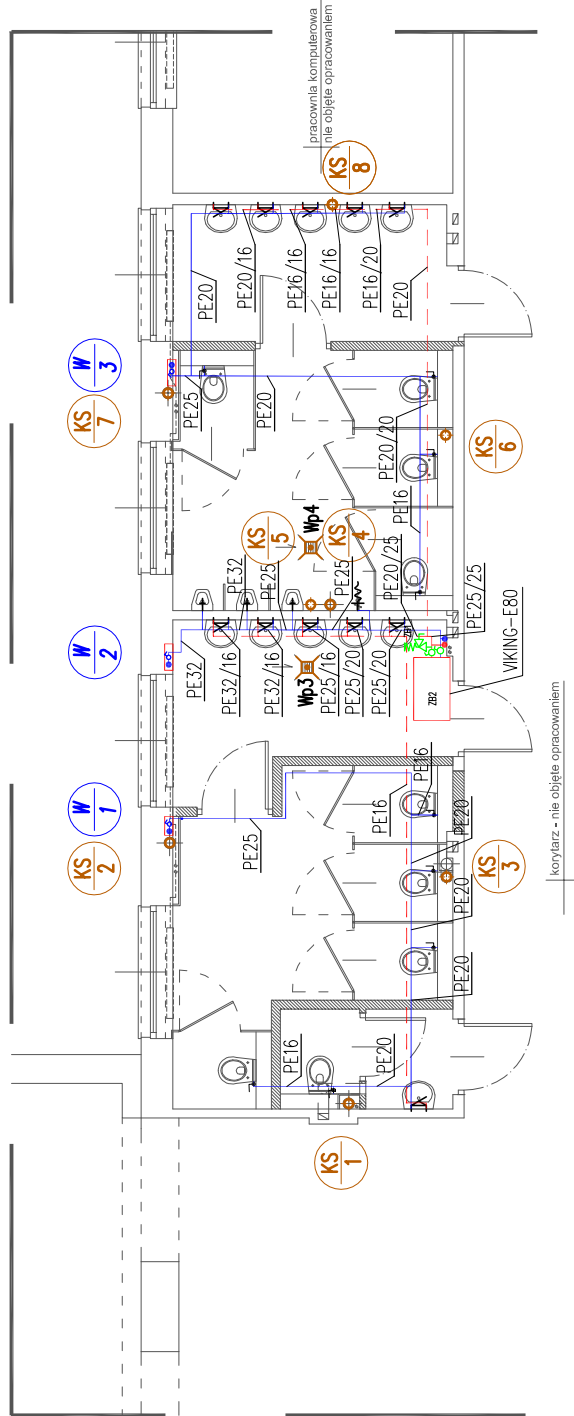 pracownia komputerowa
nie objęte opracowaniem
KS
8
PE20
PE20/16
PE16/16
PE16/16
PE16/20
PE20
W
3
KS
7
PE25
PE20
PE20/20
KS
6
PE16
KS
5
Wp4
KS
4
PE32
PE25
PE25
PE20/25
PE25/25
VIKING-E80
ZB2
W
2
PE32
PE32/16
PE32/16
Wp3
PE25/16
PE25/20
PE25/20
W
1
KS
2
PE25
PE16
PE16
PE20
KS
3
PE20
PE20
korytarz - nie objęte opracowaniem
PE16
PE20
KS
1